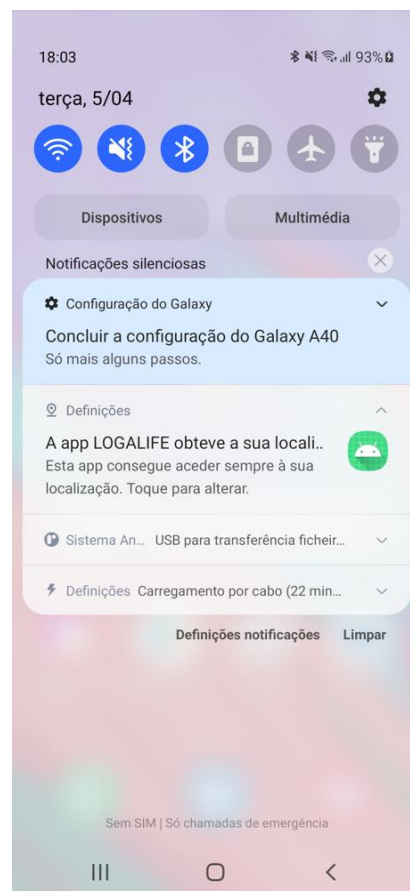 18:03 93%
terça, 5/04
Dispositivos Multimédia
Notificações silenciosas
Configuração do Galaxy
Concluir a configuração do Galaxy A40
Só mais alguns passos.
Definições
A app LOGALIFE obteve a sua locali..
Esta app consegue aceder sempre à sua
localização. Toque para alterar.
Sistema An... USB para transferência ficheir...
Definições Carregamento por cabo (22 min...
Definições notificações Limpar
Sem SIM | Só chamadas de emergência